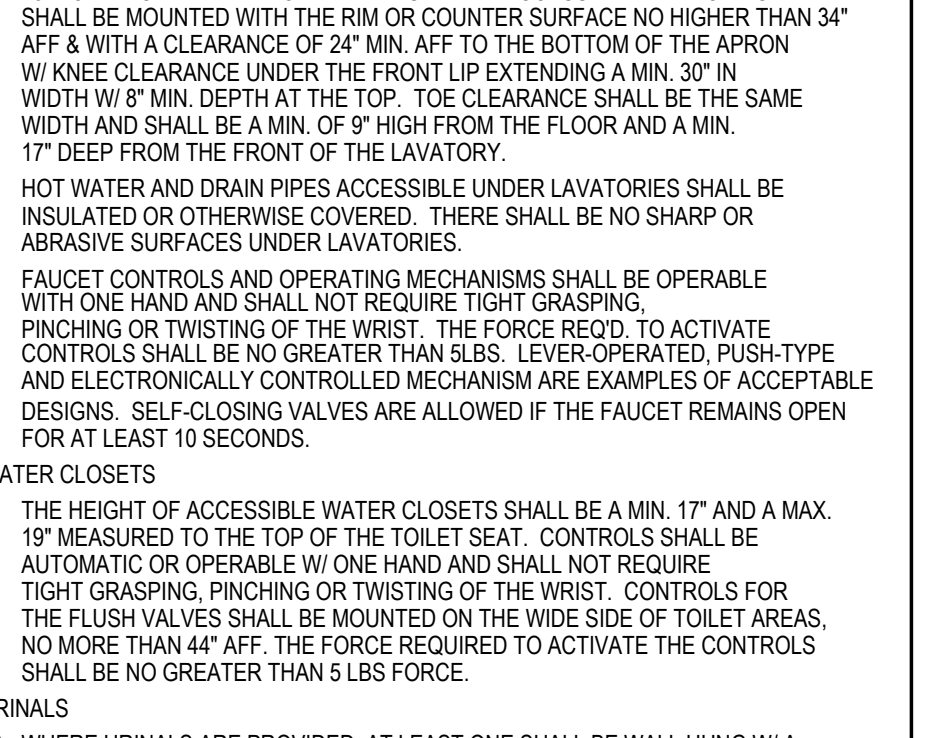 SHALL BE MOUNTED WITH THE RIM OR COUNTER SURFACE NO HIGHER THAN 34"
AFF & WITH A CLEARANCE OF 24" MIN. AFF TO THE BOTTOM OF THE APRON
W/ KNEE CLEARANCE UNDER THE FRONT LIP EXTENDING A MIN. 30" IN
WIDTH W/ 8" MIN. DEPTH AT THE TOP.  TOE CLEARANCE SHALL BE THE SAME
WIDTH AND SHALL BE A MIN. OF 9" HIGH FROM THE FLOOR AND A MIN.
17" DEEP FROM THE FRONT OF THE LAVATORY.
HOT WATER AND DRAIN PIPES ACCESSIBLE UNDER LAVATORIES SHALL BE
INSULATED OR OTHERWISE COVERED.  THERE SHALL BE NO SHARP OR
ABRASIVE SURFACES UNDER LAVATORIES.
FAUCET CONTROLS AND OPERATING MECHANISMS SHALL BE OPERABLE
WITH ONE HAND AND SHALL NOT REQUIRE TIGHT GRASPING,
PINCHING OR TWISTING OF THE WRIST.  THE FORCE REQ'D. TO ACTIVATE
CONTROLS SHALL BE NO GREATER THAN 5LBS.  LEVER-OPERATED, PUSH-TYPE
AND ELECTRONICALLY CONTROLLED MECHANISM ARE EXAMPLES OF ACCEPTABLE
DESIGNS.  SELF-CLOSING VALVES ARE ALLOWED IF THE FAUCET REMAINS OPEN
FOR AT LEAST 10 SECONDS.
ATER CLOSETS
THE HEIGHT OF ACCESSIBLE WATER CLOSETS SHALL BE A MIN. 17" AND A MAX.
19" MEASURED TO THE TOP OF THE TOILET SEAT.  CONTROLS SHALL BE
AUTOMATIC OR OPERABLE W/ ONE HAND AND SHALL NOT REQUIRE
TIGHT GRASPING, PINCHING OR TWISTING OF THE WRIST.  CONTROLS FOR
THE FLUSH VALVES SHALL BE MOUNTED ON THE WIDE SIDE OF TOILET AREAS,
NO MORE THAN 44" AFF. THE FORCE REQUIRED TO ACTIVATE THE CONTROLS
SHALL BE NO GREATER THAN 5 LBS FORCE.
RINALS
WHERE URINALS ARE PROVIDED, AT LEAST ONE SHALL BE WALL HUNG W/ A